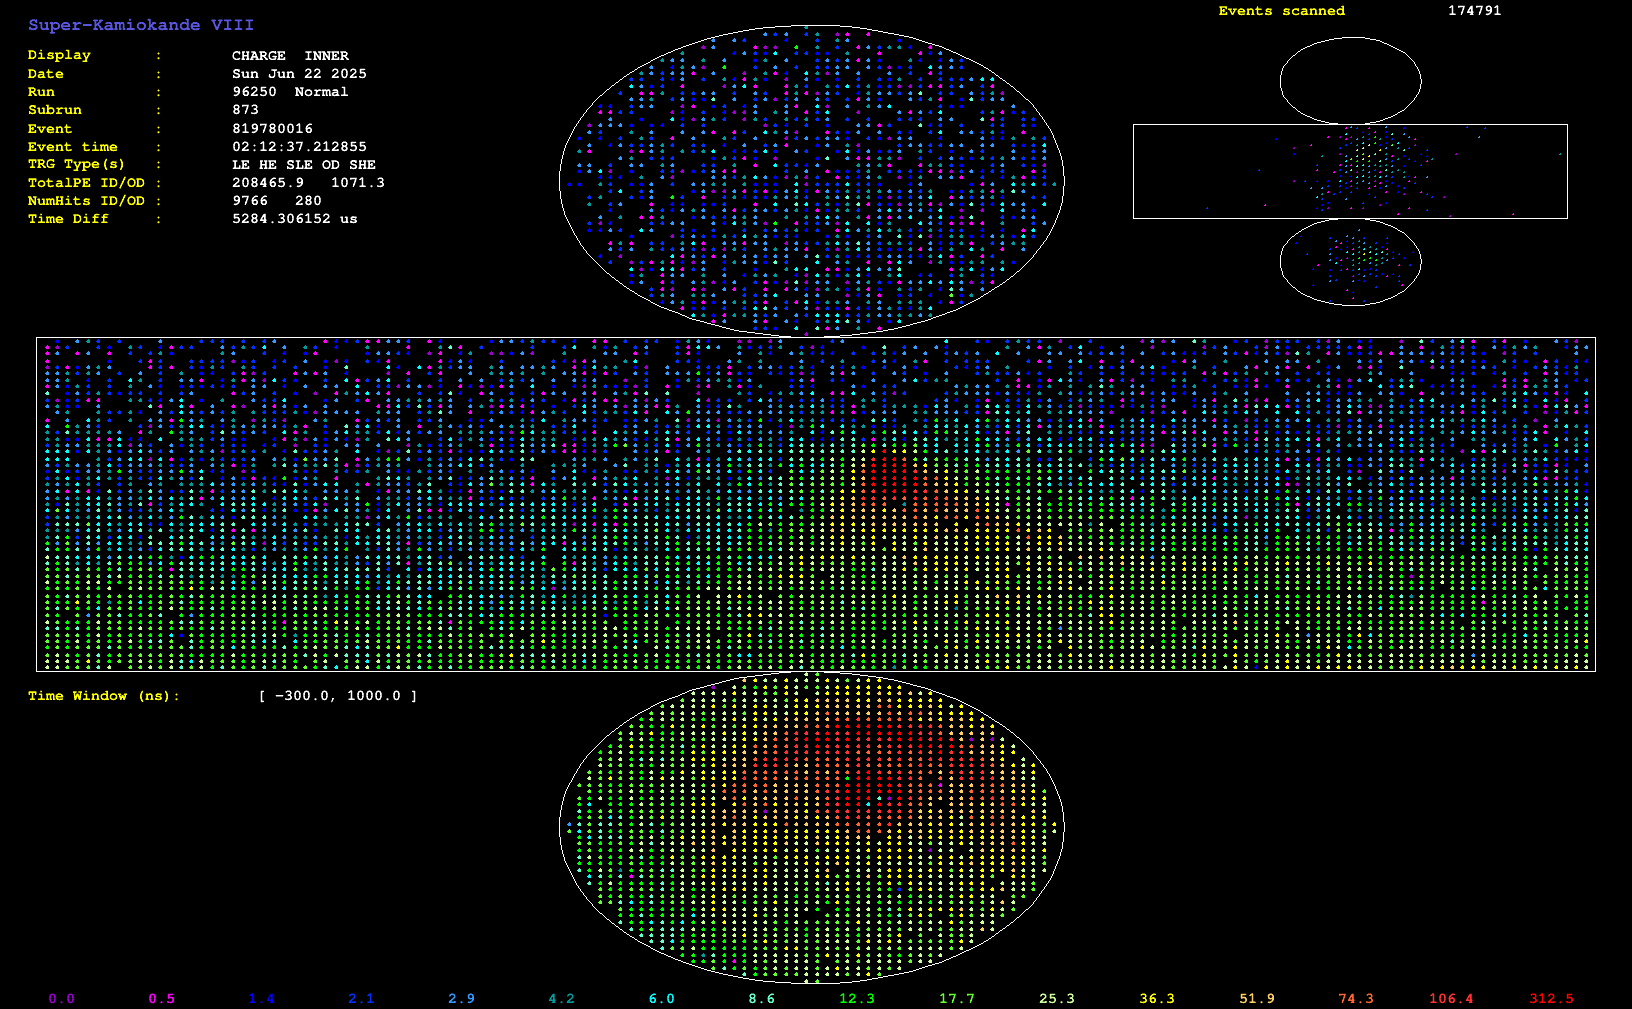 Super-Kamiokande VIII
Events scanned 174791
Display : CHARGE INNER
Date : Sun Jun 22 2025
Run : 96250 Normal
Subrun : 873
Event : 819780016
Event time : 02:12:37.212855
TRG Type(s) : LE HE SLE OD SHE
TotalPE ID/OD : 208465.9 1071.3
NumHits ID/OD : 9766 280
Time Diff : 5284.306152 us
Time Window (ns): [ -300.0, 1000.0 ]
0.0 0.5 1.4 2.1 2.9 4.2 6.0 8.6 12.3 17.7 25.3 36.3 51.9 74.3 106.4 312.5